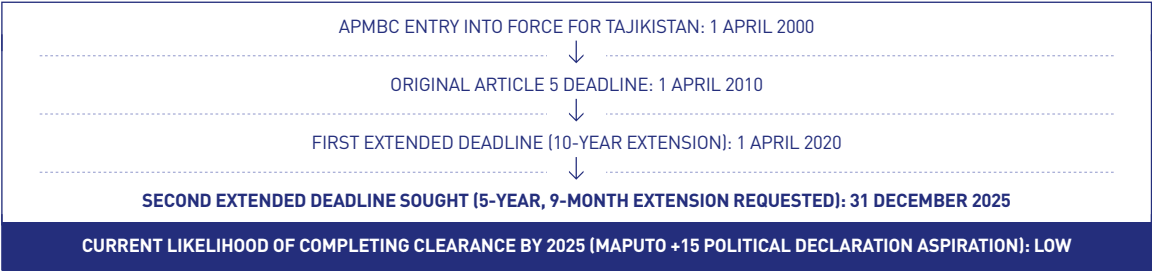 APMBC ENTRY INTO FORCE FOR TAJIKISTAN: 1 APRIL 2000
ORIGINAL ARTICLE 5 DEADLINE: 1 APRIL 2010
FIRST EXTENDED DEADLINE (10-YEAR EXTENSION): 1 APRIL 2020
SECOND EXTENDED DEADLINE SOUGHT (5-YEAR, 9-MONTH EXTENSION REQUESTED): 31 DECEMBER 2025
CURRENT LIKELIHOOD OF COMPLETING CLEARANCE BY 2025 (MAPUTO +15 POLITICAL DECLARATION ASPIRATION): LOW